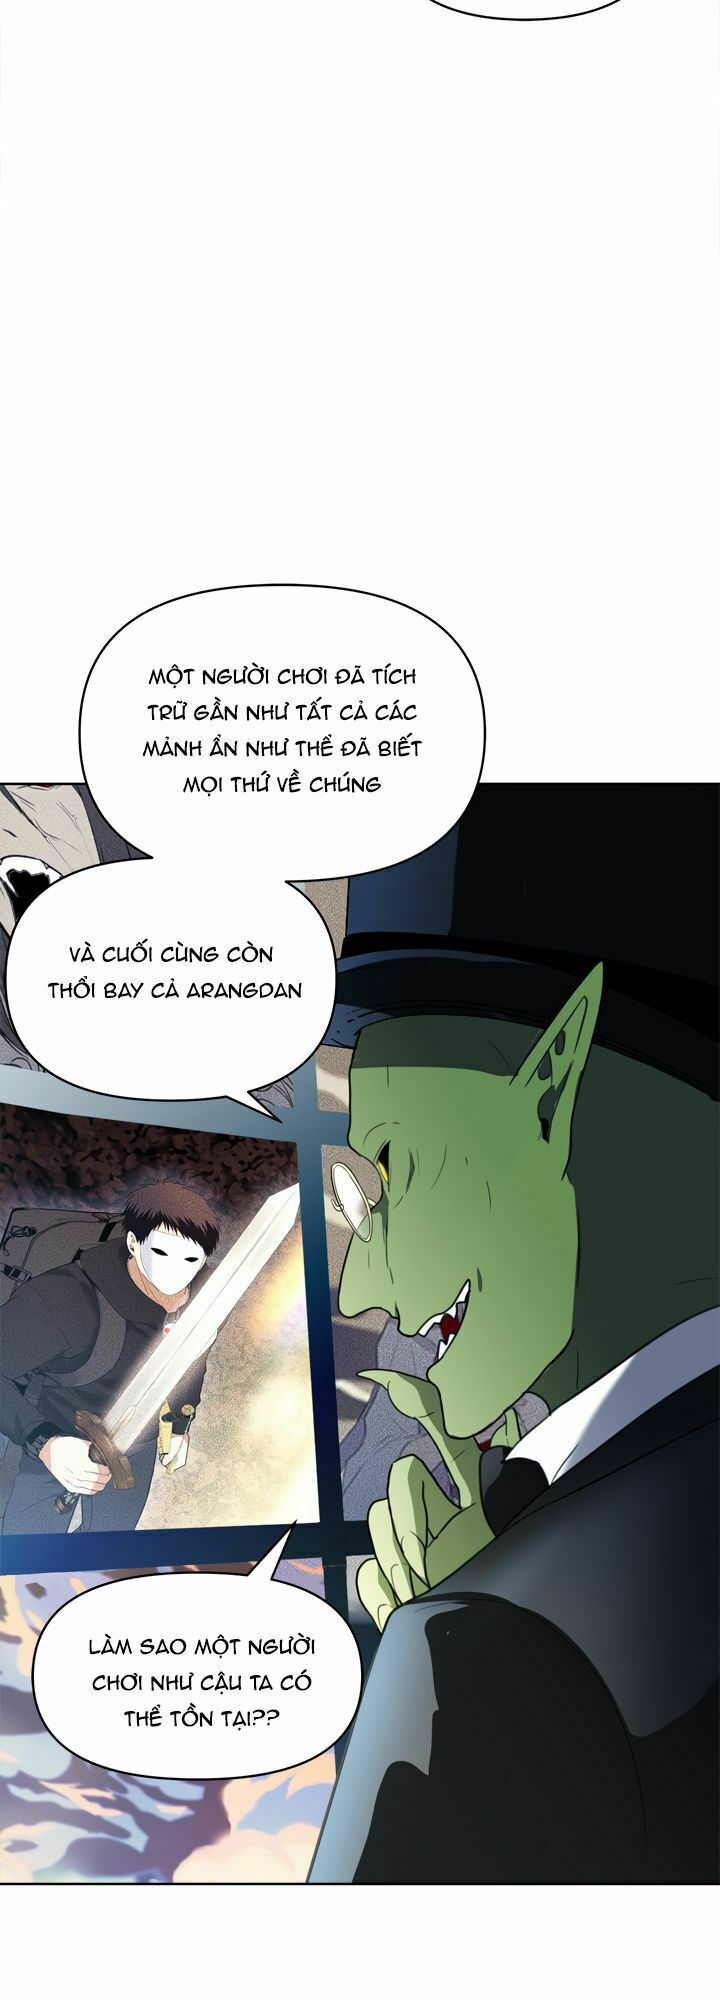 MỘT NGƯỜI CHƠI ĐÃ TÍCH
TRỮ GẦN NHƯ TẤT CẢ CÁC
MẢNH ẨN NHƯ THỂ ĐÃ BIẾT
MỌI THỨ VỀ CHÚNG
VÀ CUỐI CÙNG CÒN
THỔI BAY CẢ ARANGDAN
LÀM SAO MỘT NGƯỜI
CHƠI NHƯ CẬU TA CÓ
THỂ TỒN TẠI??